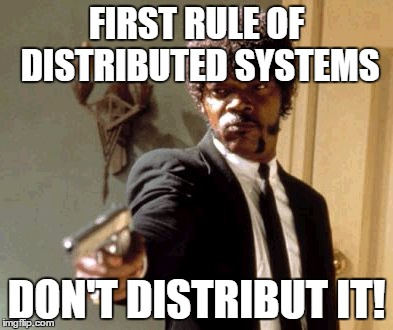 FIRST RULE OF
DISTRIBUTED SYSTEMS
DON'T DISTRIBUT IT!
imgflip.com